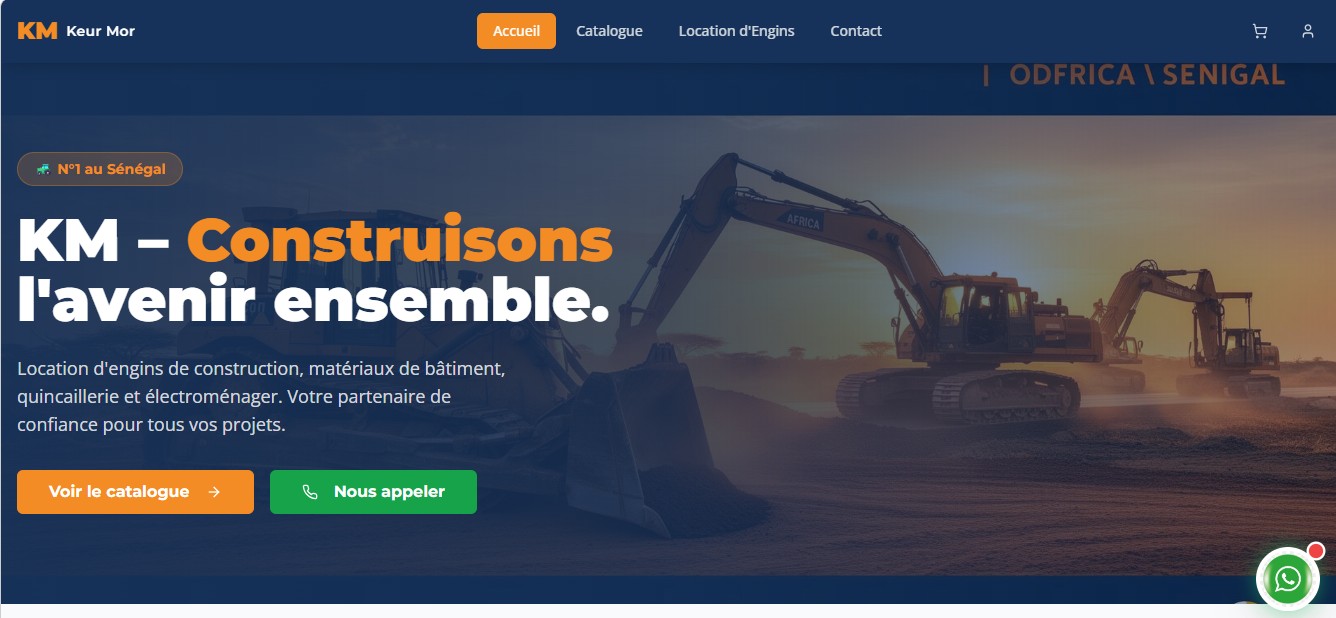 KM Keur Mor
Accueil
Catalogue
Location d'Engins
Contact
| ODFRICA \ SENIGAL
N°1 au Sénégal
KM – Construisons
l'avenir ensemble.
AFRICA
Location d'engins de construction, matériaux de bâtiment,
quincaillerie et électroménager. Votre partenaire de
confiance pour tous vos projets.
Voir le catalogue →
Nous appeler